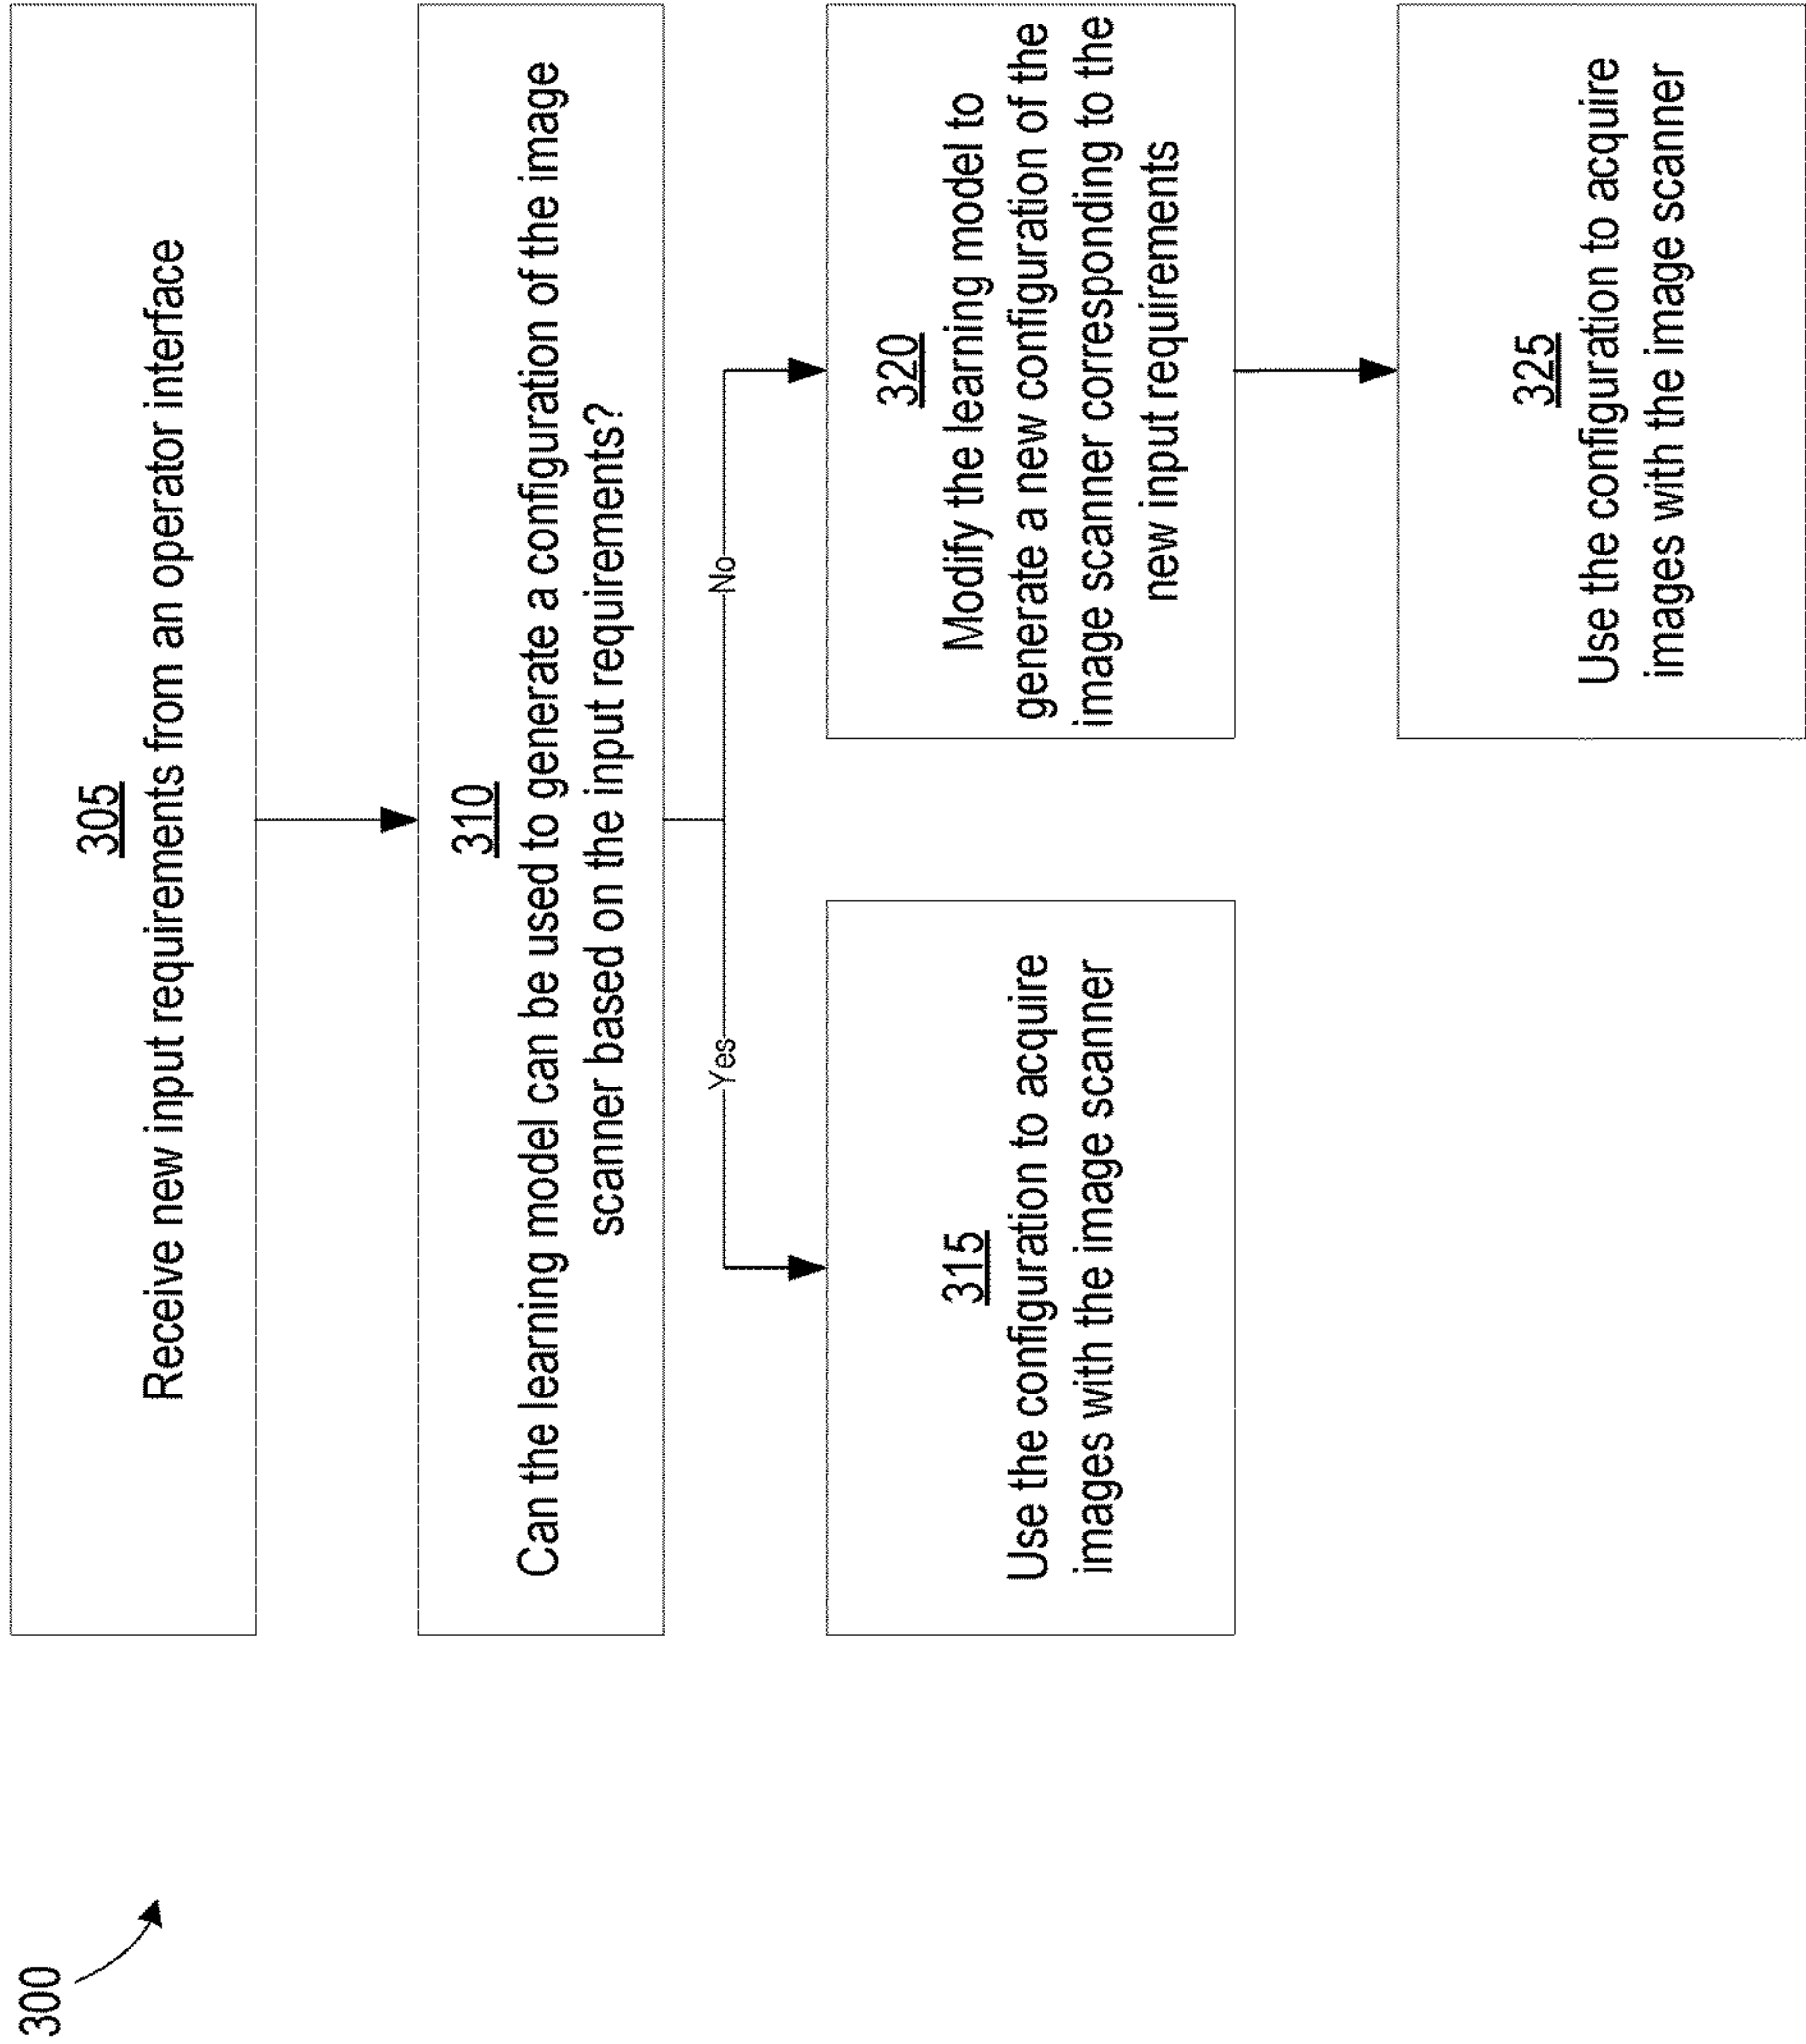 300
305
Receive new input requirements from an operator interface
310
Can the learning model can be used to generate a configuration of the image
scanner based on the input requirements?
Yes
No
315
Use the configuration to acquire
images with the image scanner
320
Modify the learning model to
generate a new configuration of the
image scanner corresponding to the
new input requirements
325
Use the configuration to acquire
images with the image scanner